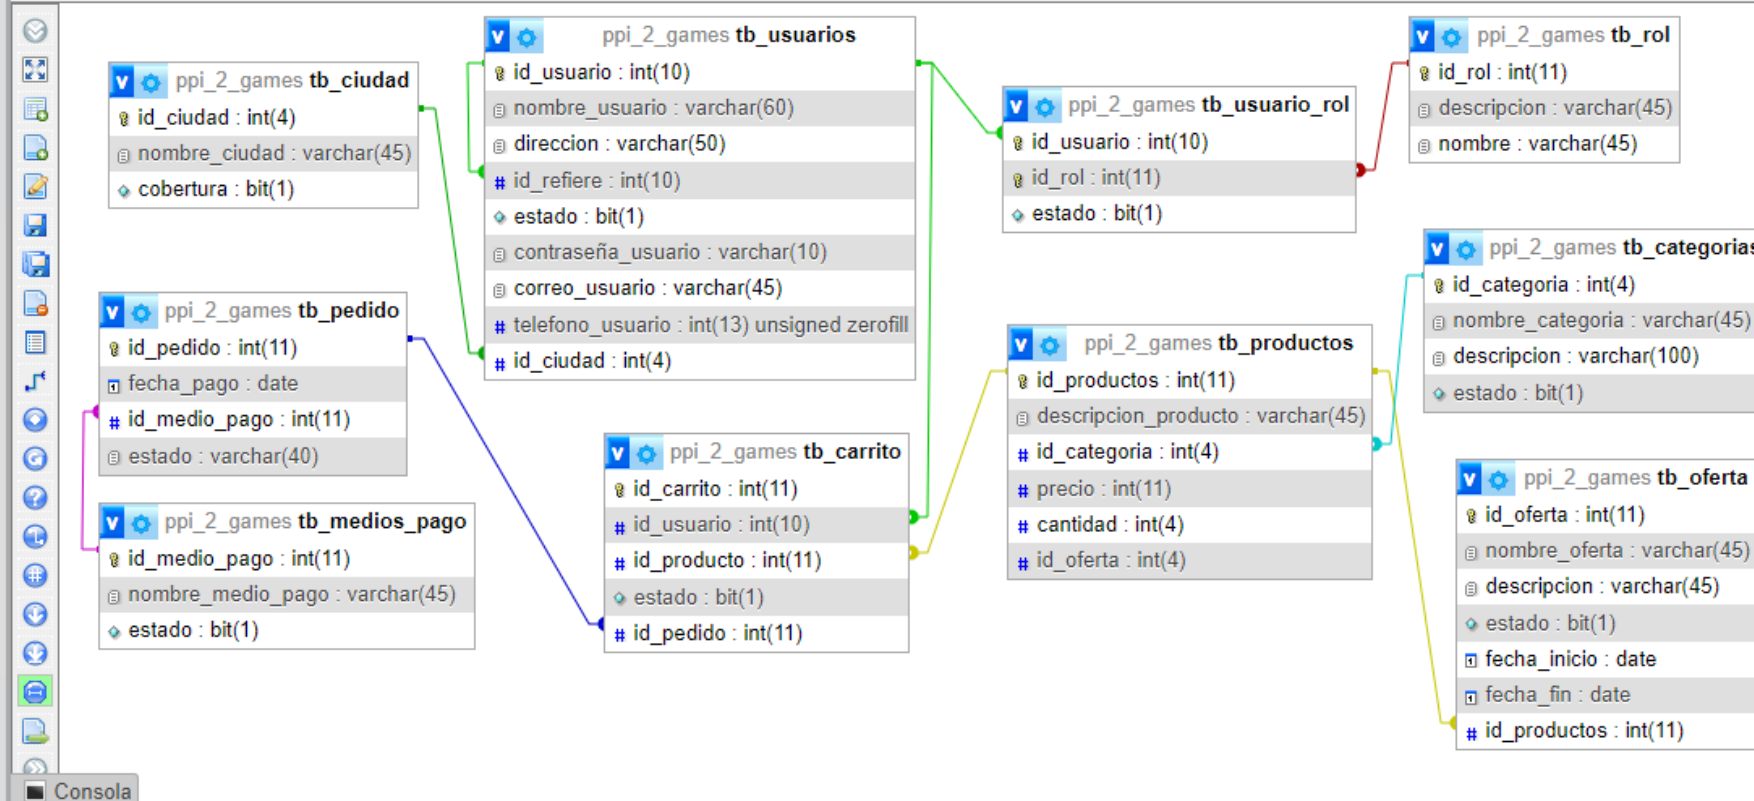 ppi_2_games tb_ciudad
id_ciudad : int(4)
nombre_ciudad : varchar(45)
cobertura : bit(1)
ppi_2_games tb_usuarios
id_usuario : int(10)
nombre_usuario : varchar(60)
direccion : varchar(50)
id_refiere : int(10)
estado : bit(1)
contraseña_usuario : varchar(10)
correo_usuario : varchar(45)
telefono_usuario : int(13) unsigned zerofill
id_ciudad : int(4)
ppi_2_games tb_usuario_rol
id_usuario : int(10)
id_rol : int(11)
estado : bit(1)
ppi_2_games tb_rol
id_rol : int(11)
descripcion : varchar(45)
nombre : varchar(45)
ppi_2_games tb_pedido
id_pedido : int(11)
fecha_pago : date
id_medio_pago : int(11)
estado : varchar(40)
ppi_2_games tb_medios_pago
id_medio_pago : int(11)
nombre_medio_pago : varchar(45)
estado : bit(1)
ppi_2_games tb_carrito
id_carrito : int(11)
id_usuario : int(10)
id_producto : int(11)
estado : bit(1)
id_pedido : int(11)
ppi_2_games tb_productos
id_productos : int(11)
descripcion_producto : varchar(45)
id_categoria : int(4)
precio : int(11)
cantidad : int(4)
id_oferta : int(4)
ppi_2_games tb_categorias
id_categoria : int(4)
nombre_categoria : varchar(45)
descripcion : varchar(100)
estado : bit(1)
ppi_2_games tb_oferta
id_oferta : int(11)
nombre_oferta : varchar(45)
descripcion : varchar(45)
estado : bit(1)
fecha_inicio : date
fecha_fin : date
id_productos : int(11)
Consola